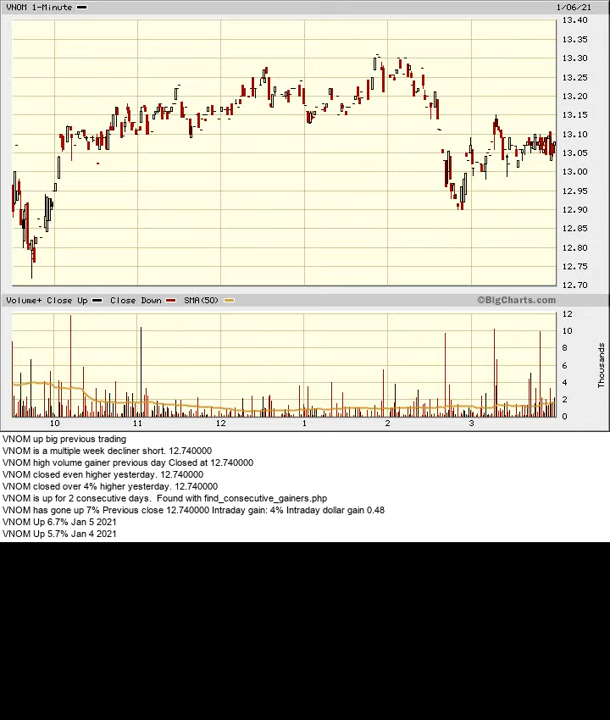 VNOM 1-Minute 1/06/21
13.40
13.35
13.30
13.25
13.20
13.15
13.10
13.05
13.00
12.95
12.90
12.85
12.80
12.75
12.70
Volume+ Close Up Close Down SMA(50) ©BigCharts.com
12
10
8
6
4
2
0
Thousands
10 11 12 1 2 3
VNOM up big previous trading
VNOM is a multiple week decliner short. 12.740000
VNOM high volume gainer previous day Closed at 12.740000
VNOM closed even higher yesterday. 12.740000
VNOM closed over 4% higher yesterday. 12.740000
VNOM is up for 2 consecutive days. Found with find_consecutive_gainers.php
VNOM has gone up 7% Previous close 12.740000 Intraday gain: 4% Intraday dollar gain 0.48
VNOM Up 6.7% Jan 5 2021
VNOM Up 5.7% Jan 4 2021